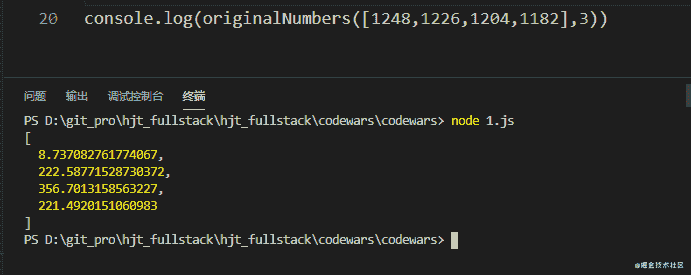 20 console.log(originalNumbers([1248,1226,1204,1182],3))
问题 输出 调试控制台 终端
PS D:\git_pro\hjt_fullstack\hjt_fullstack\codewars\codewars> node 1.js
[
8.737082761774067,
222.58771528730372,
356.7013158563227,
221.4920151060983
]
PS D:\git_pro\hjt_fullstack\hjt_fullstack\codewars\codewars>
@掘金技术社区